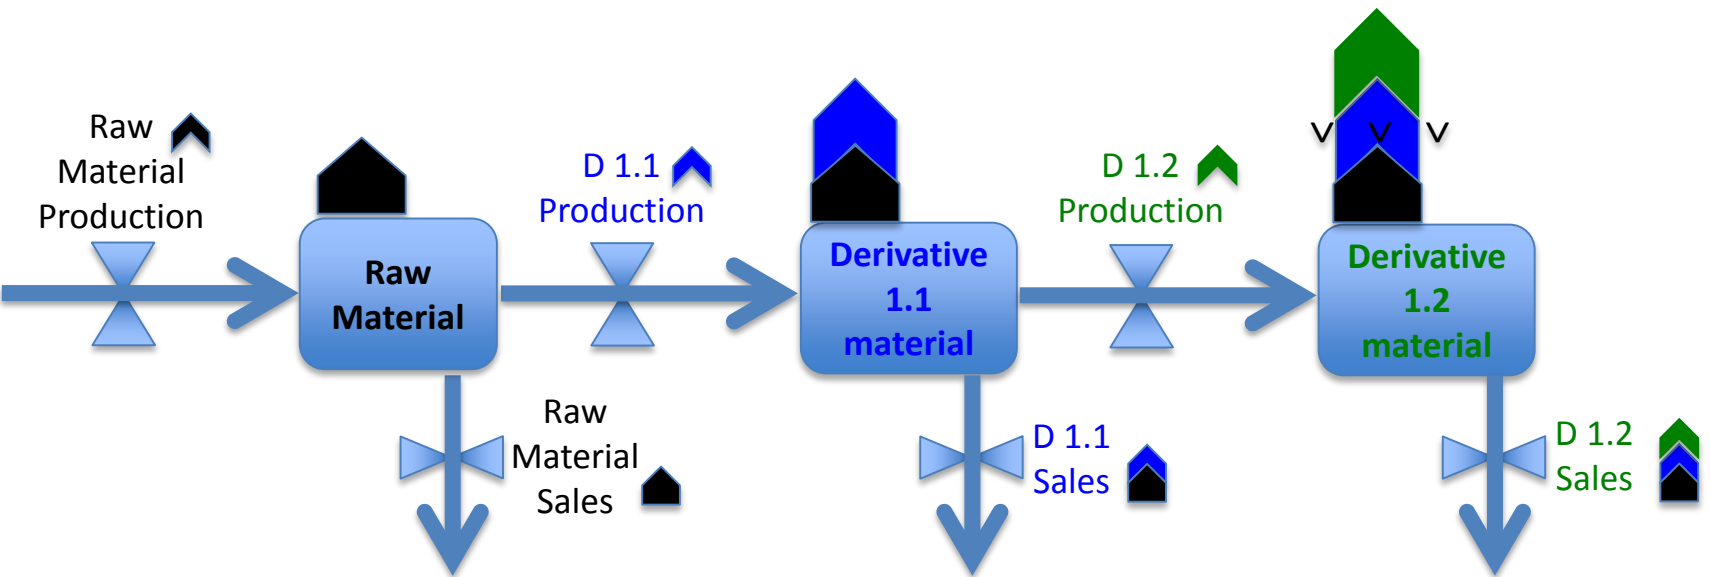 Raw
Material
Production
Raw
Material
Raw
Material
Sales
D 1.1
Production
Derivative
1.1
material
D 1.1
Sales
D 1.2
Production
V V V
Derivative
1.2
material
D 1.2
Sales